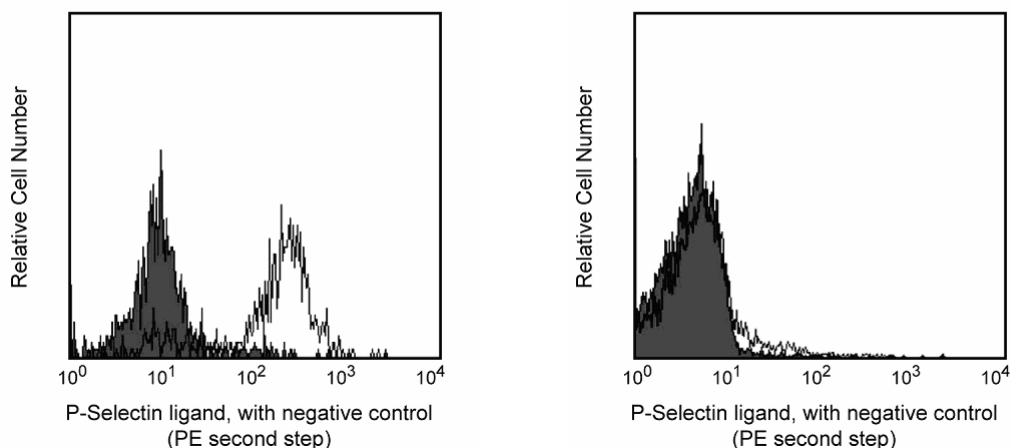 Relative Cell Number
10^0 10^1 10^2 10^3 10^4
P-Selectin ligand, with negative control
(PE second step)
Relative Cell Number
10^0 10^1 10^2 10^3 10^4
P-Selectin ligand, with negative control
(PE second step)